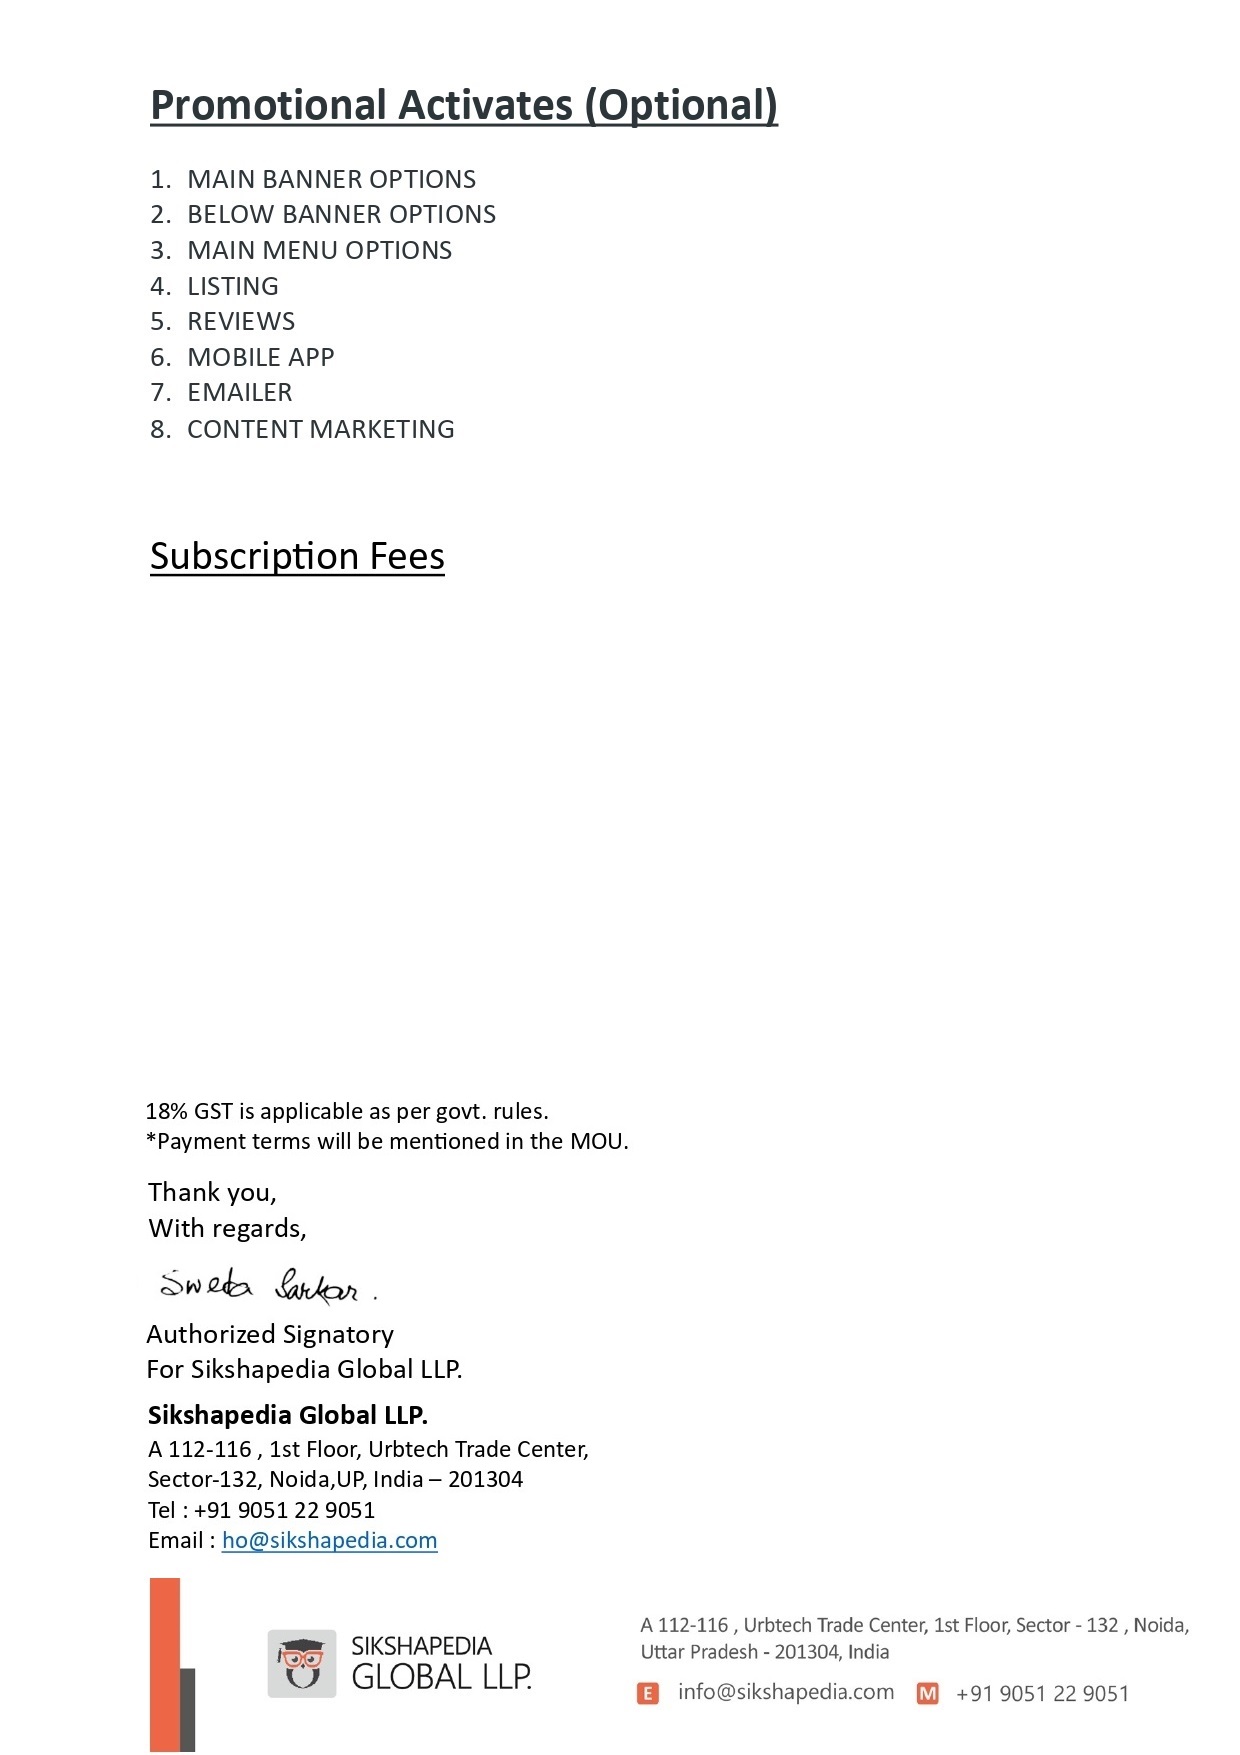 Promotional Activates (Optional)
1. MAIN BANNER OPTIONS
2. BELOW BANNER OPTIONS
3. MAIN MENU OPTIONS
4. LISTING
5. REVIEWS
6. MOBILE APP
7. EMAILER
8. CONTENT MARKETING
Subscription Fees
18% GST is applicable as per govt. rules.
*Payment terms will be mentioned in the MOU.
Thank you,
With regards,
Sweta Sarkar.
Authorized Signatory
For Sikshapedia Global LLP.
Sikshapedia Global LLP.
A 112-116 , 1st Floor, Urbtech Trade Center,
Sector-132, Noida,UP, India – 201304
Tel : +91 9051 22 9051
Email : ho@sikshapedia.com
SIKSHAPEDIA
GLOBAL LLP.
A 112-116 , Urbtech Trade Center, 1st Floor, Sector - 132 , Noida,
Uttar Pradesh - 201304, India
E info@sikshapedia.com M +91 9051 22 9051